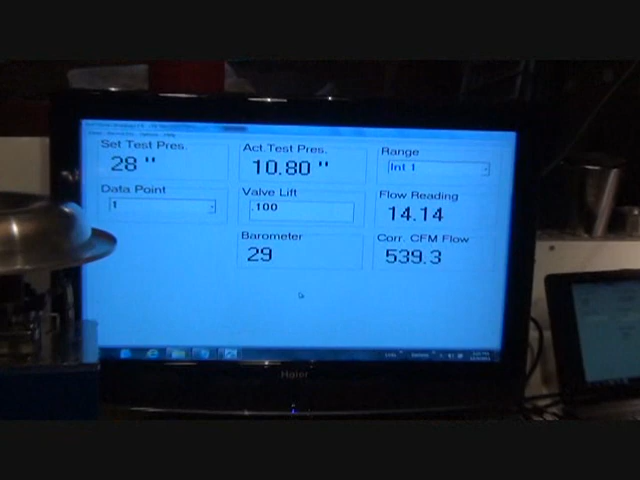 Set Test Pres.
28 "
Act.Test Pres.
10.80 "
Range
Int 1
Data Point
1
Valve Lift
.100
Flow Reading
14.14
Barometer
29
Corr. CFM Flow
539.3
Haier